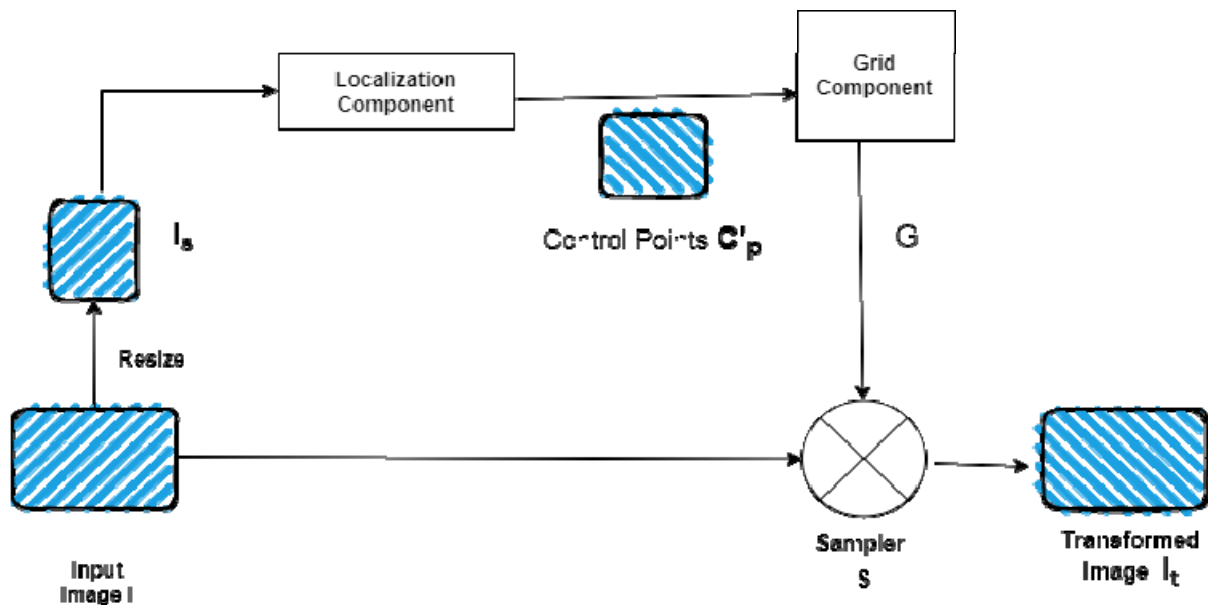 Localization
Component
Grid
Component
Iₛ
Control Points C'ₚ
G
Resize
Input
Image I
Sampler
S
Transformed
Image Iₜ